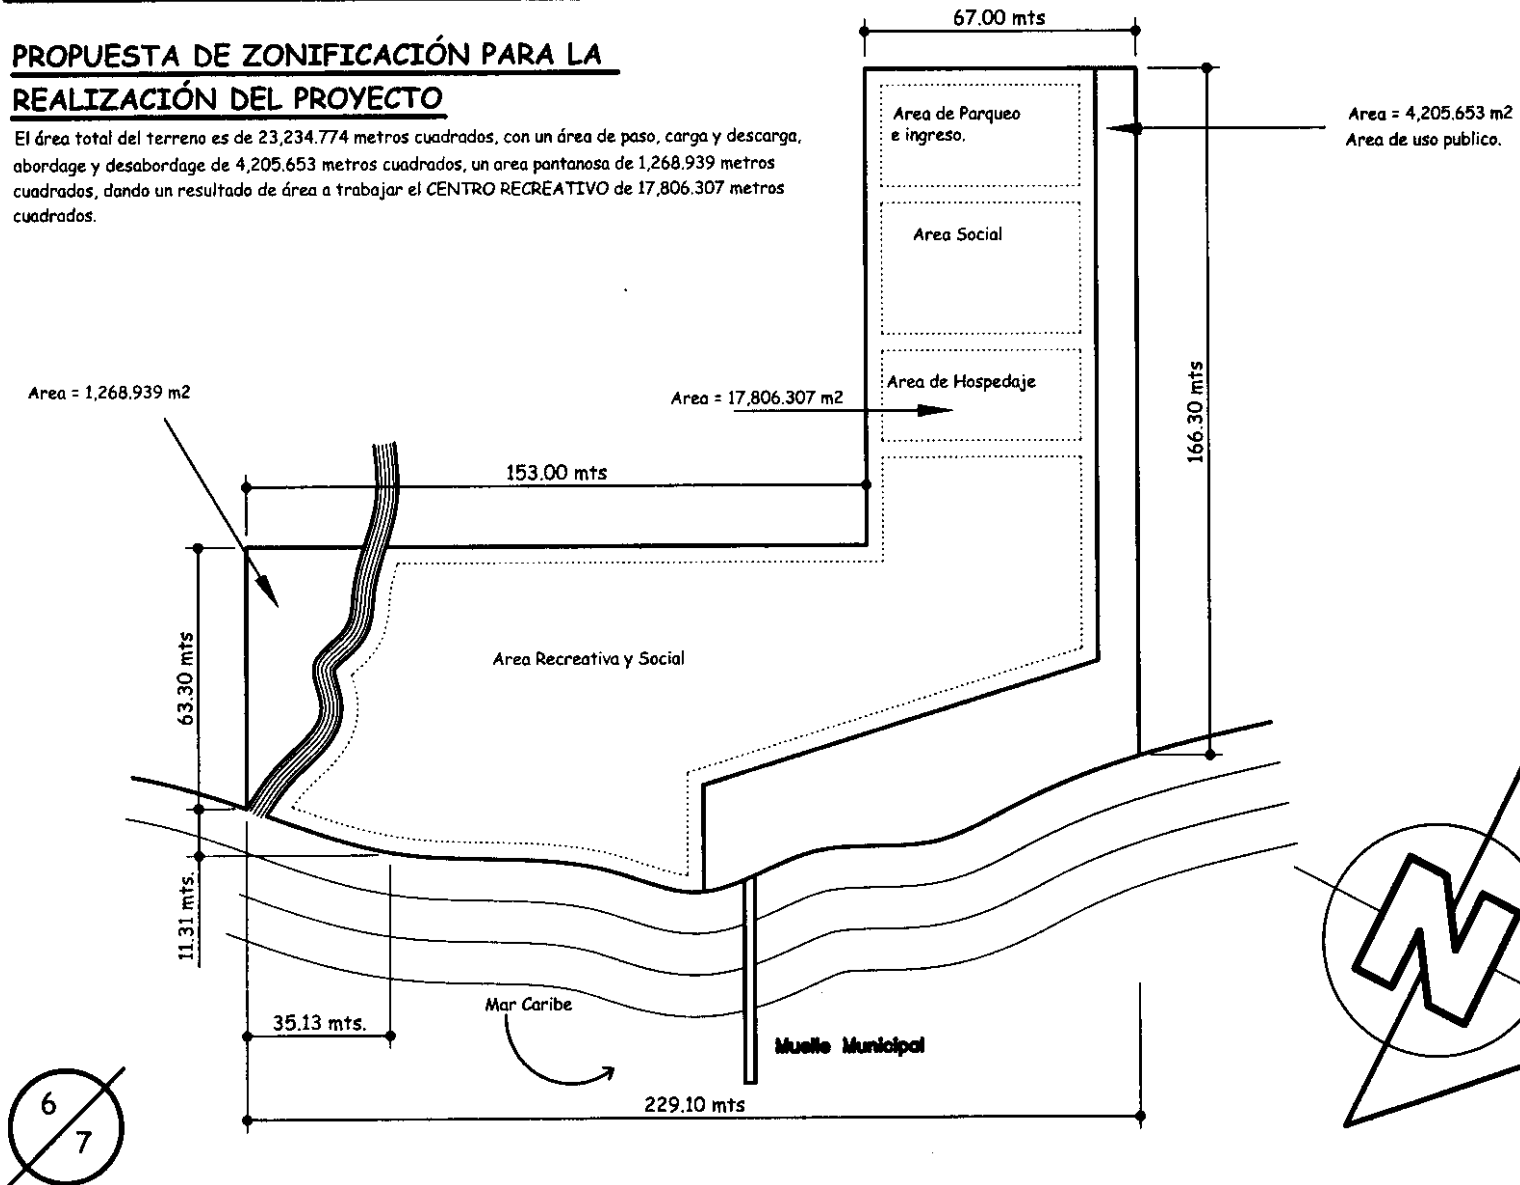 67.00 mts
PROPUESTA DE ZONIFICACIÓN PARA LA
REALIZACIÓN DEL PROYECTO
El área total del terreno es de 23,234.774 metros cuadrados, con un área de paso, carga y descarga,
abordage y desabordage de 4,205.653 metros cuadrados, un area pantanosa de 1,268.939 metros
cuadrados, dando un resultado de área a trabajar el CENTRO RECREATIVO de 17,806.307 metros
cuadrados.
Area de Parqueo
e ingreso.
Area = 4,205.653 m2
Area de uso publico.
Area Social
Area de Hospedaje
Area = 1,268.939 m2
Area = 17,806.307 m2
166.30 mts
153.00 mts
63.30 mts
Area Recreativa y Social
11.31 mts.
35.13 mts.
Mar Caribe
Muelle Municipal
N
229.10 mts
6
7